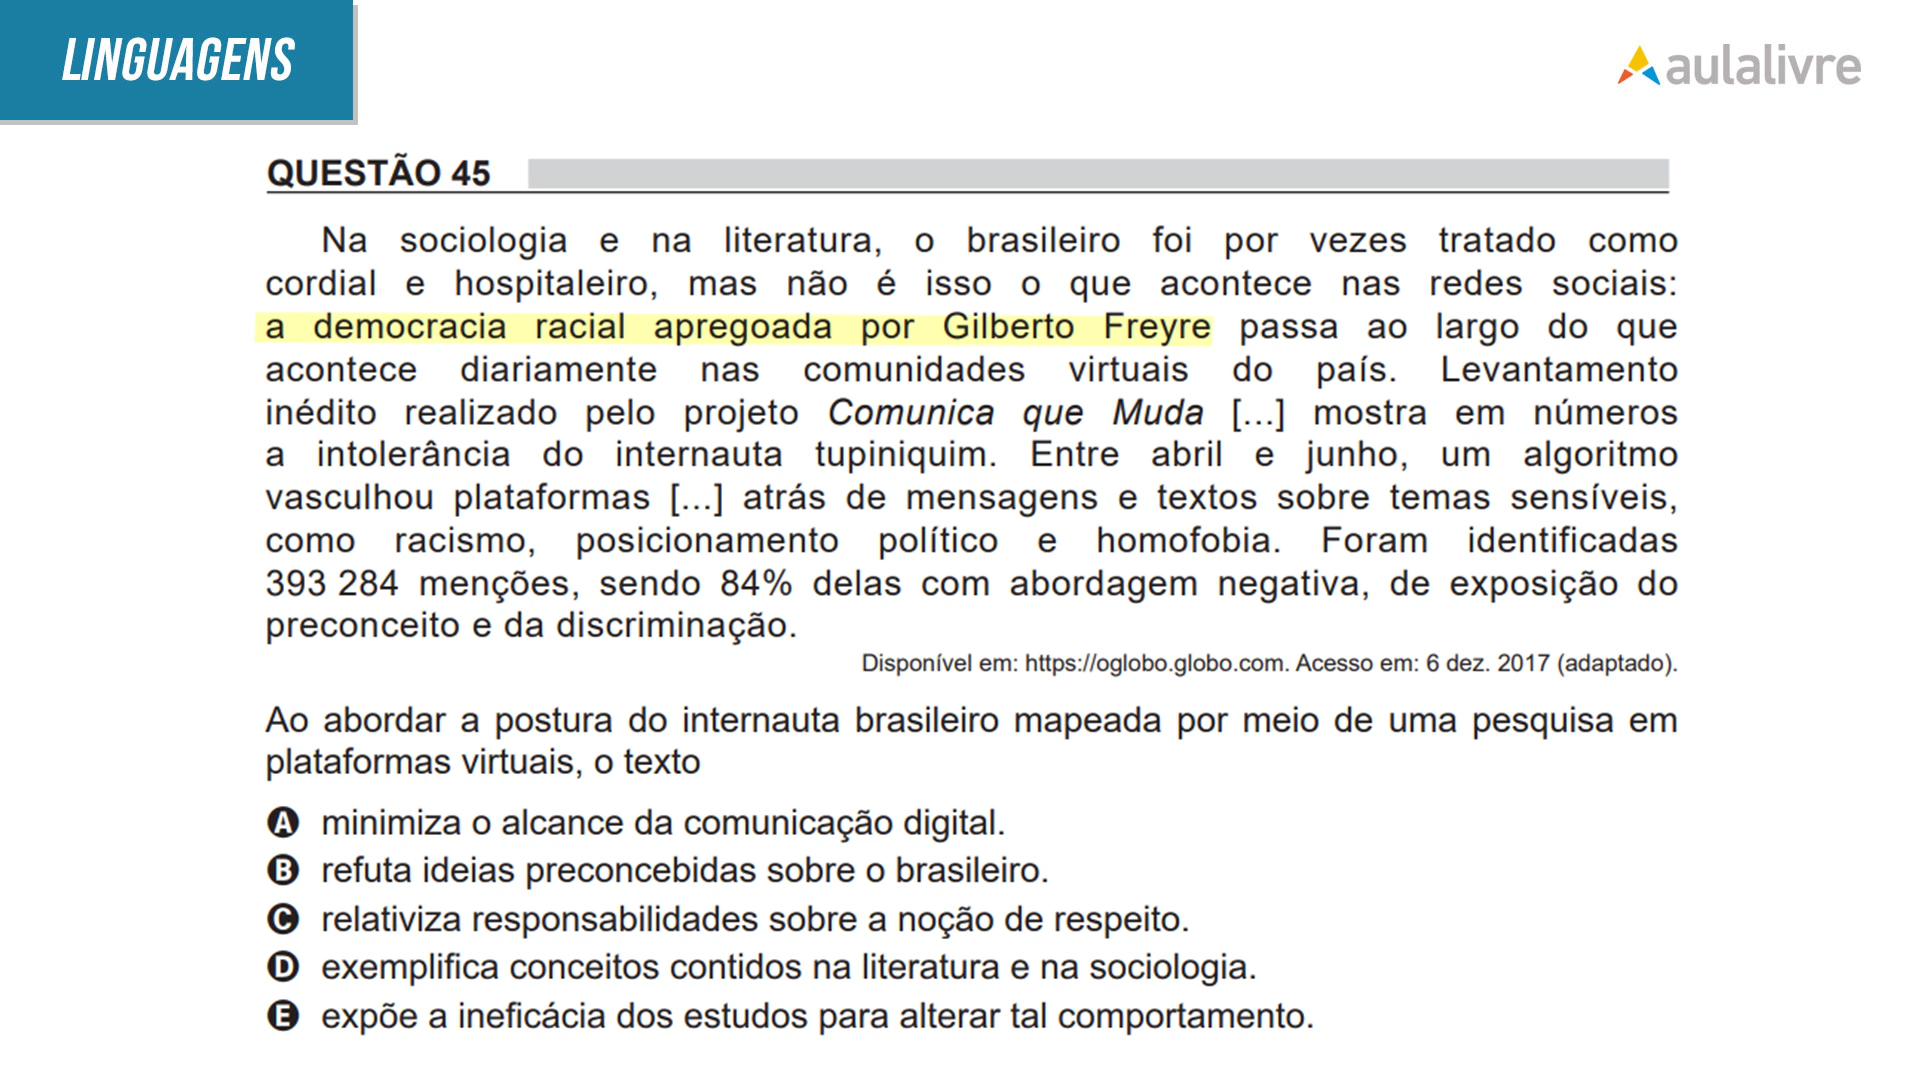 LINGUAGENS
aulalivre
QUESTÃO 45
Na sociologia e na literatura, o brasileiro foi por vezes tratado como
cordial e hospitaleiro, mas não é isso o que acontece nas redes sociais:
a democracia racial apregoada por Gilberto Freyre passa ao largo do que
acontece diariamente nas comunidades virtuais do país. Levantamento
inédito realizado pelo projeto Comunica que Muda [...] mostra em números
a intolerância do internauta tupiniquim. Entre abril e junho, um algoritmo
vasculhou plataformas [...] atrás de mensagens e textos sobre temas sensíveis,
como racismo, posicionamento político e homofobia. Foram identificadas
393 284 menções, sendo 84% delas com abordagem negativa, de exposição do
preconceito e da discriminação.
Disponível em: https://oglobo.globo.com. Acesso em: 6 dez. 2017 (adaptado).
Ao abordar a postura do internauta brasileiro mapeada por meio de uma pesquisa em
plataformas virtuais, o texto
A minimiza o alcance da comunicação digital.
B refuta ideias preconcebidas sobre o brasileiro.
C relativiza responsabilidades sobre a noção de respeito.
D exemplifica conceitos contidos na literatura e na sociologia.
E expõe a ineficácia dos estudos para alterar tal comportamento.